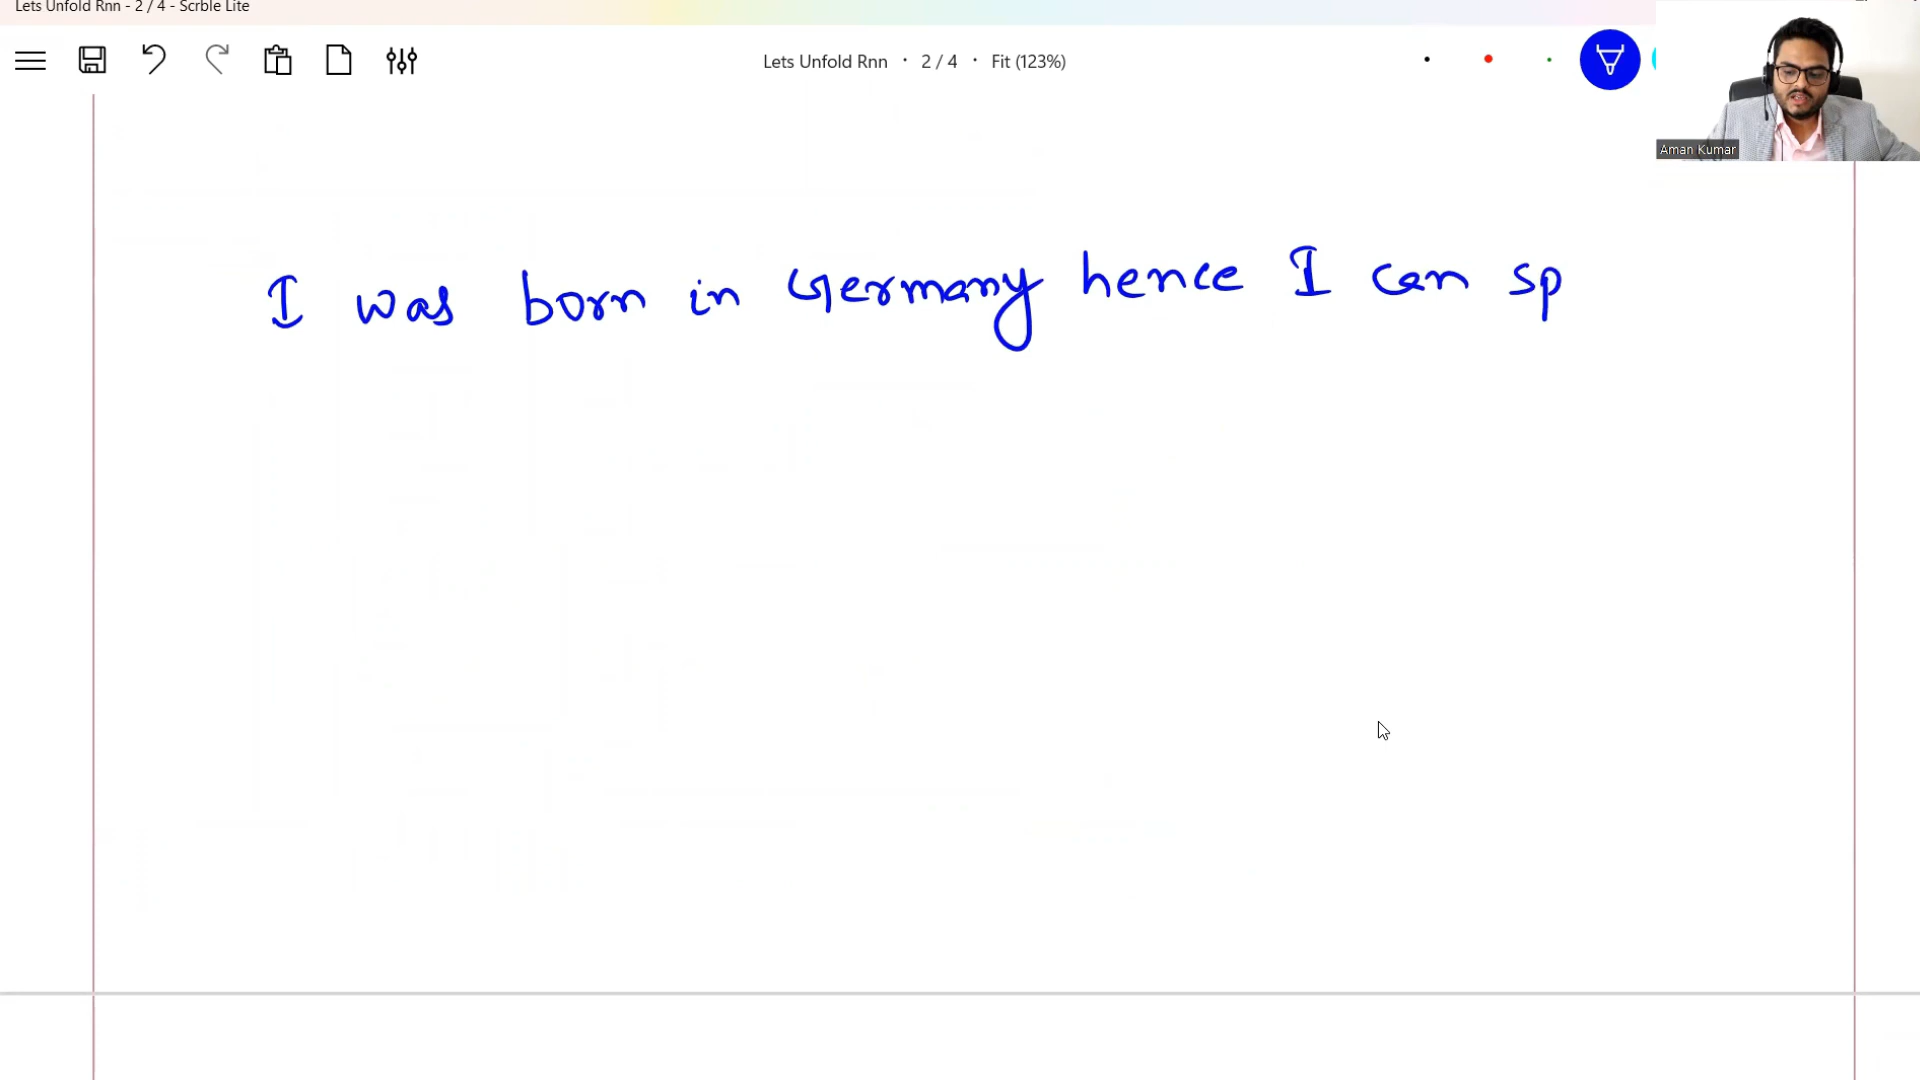 Lets Unfold Rnn - 2 / 4 - Scrble Lite
Lets Unfold Rnn · 2 / 4 · Fit (123%)
Aman Kumar
I was born in Germany hence I can sp